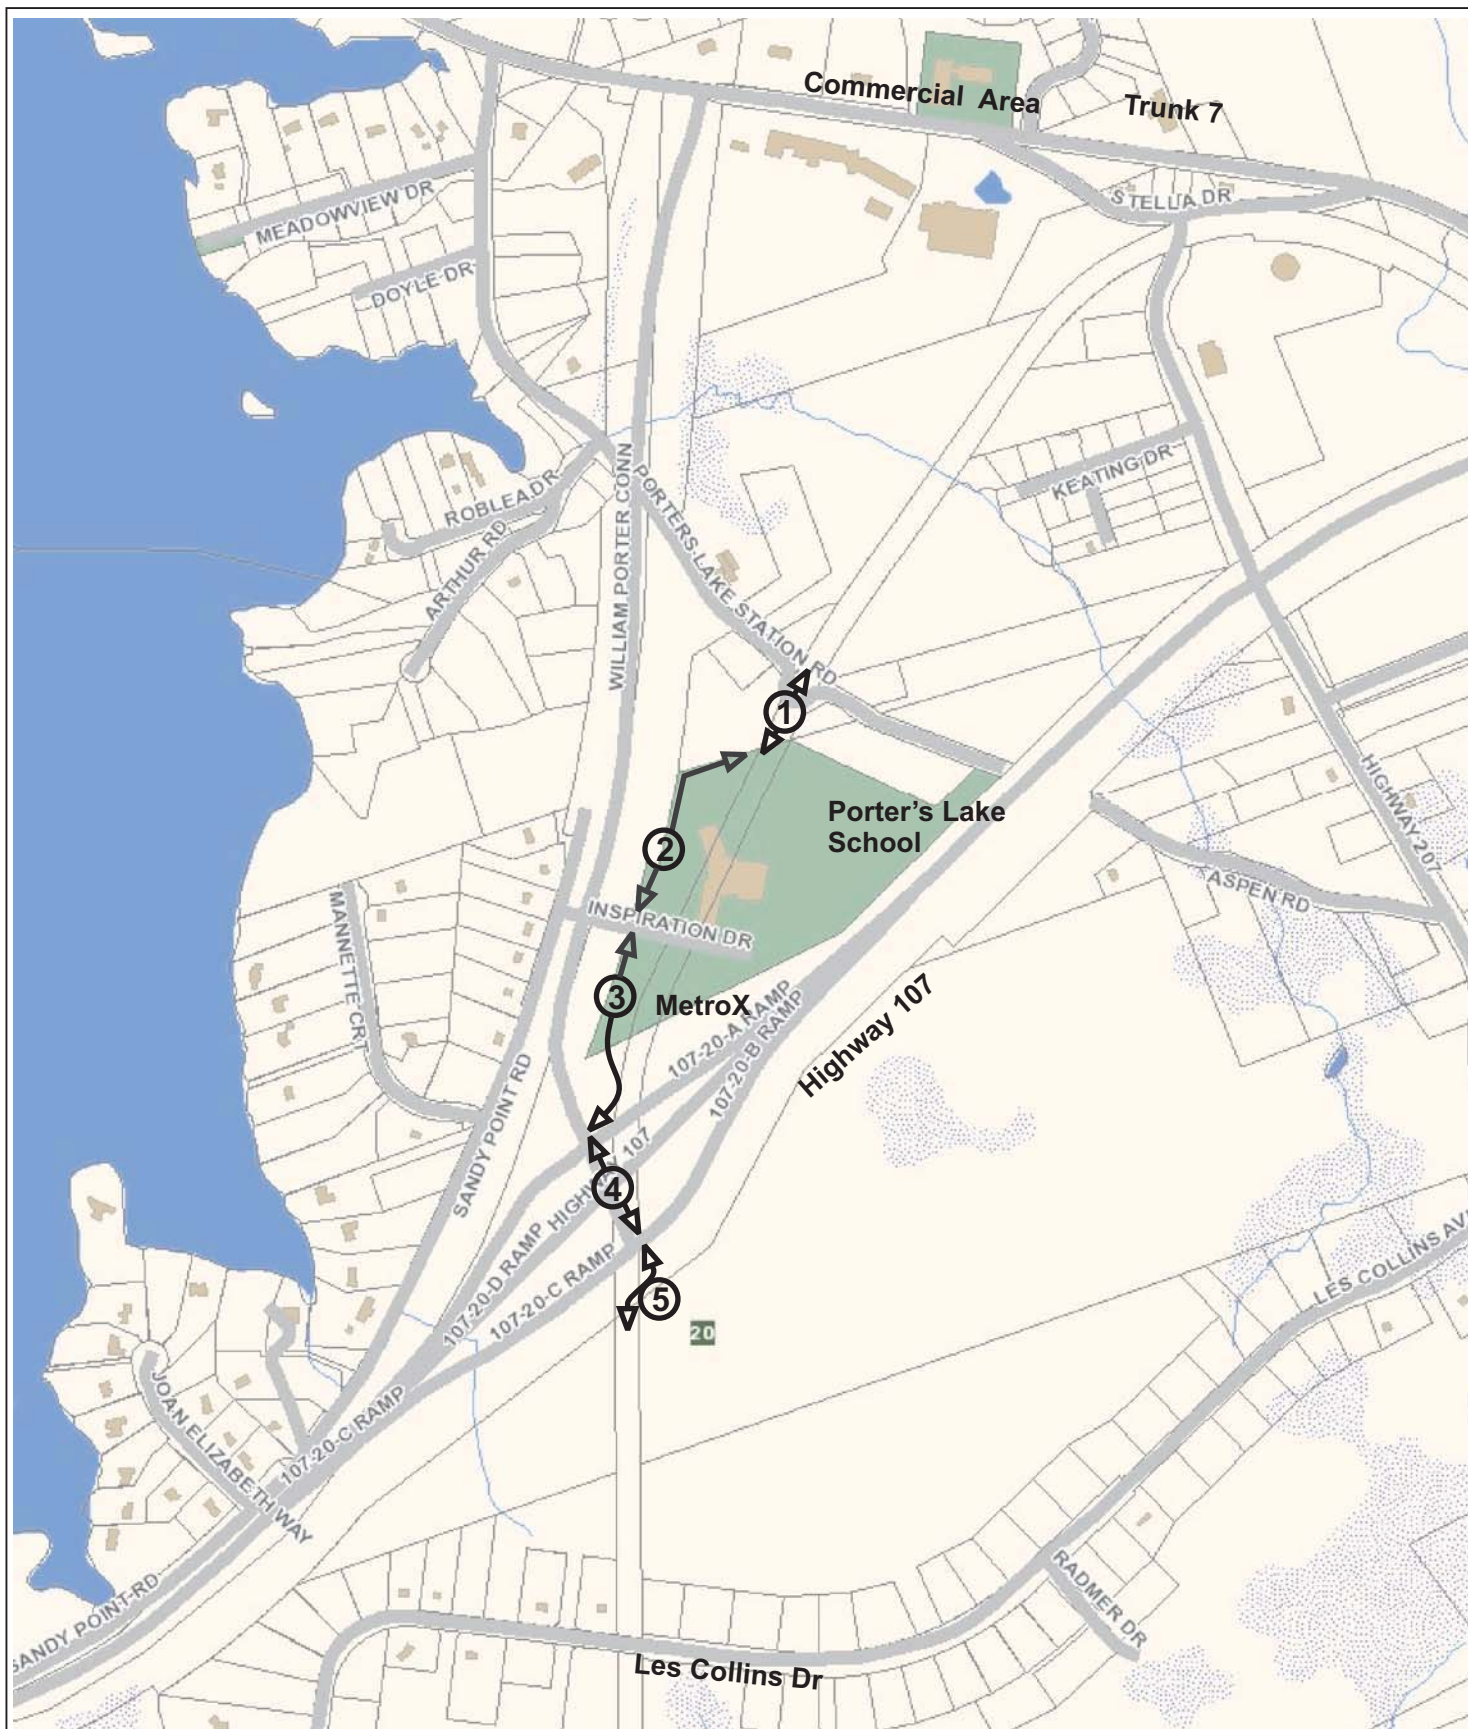 Commercial Area
Trunk 7
MEADOWVIEW DR
STELLA DR
DOYLE DR
ROBLEA DR
ARTHUR RD
WILLIAM PORTER CONN
PORTERS LAKE STATION RD
KEATING DR
1
2
Porter's Lake
School
HIGHWAY 207
ASPEN RD
INSPIRATION DR
MANNETTE CRT
3
MetroX
107-20-A RAMP
107-20-B RAMP
Highway 107
SANDY POINT RD
HIGHWAY 107
4
107-20-D RAMP
107-20-C RAMP
5
20
LES COLLINS AV
JOAN ELIZABETH WAY
107-20-C RAMP
SANDY POINT RD
RADMER DR
Les Collins Dr